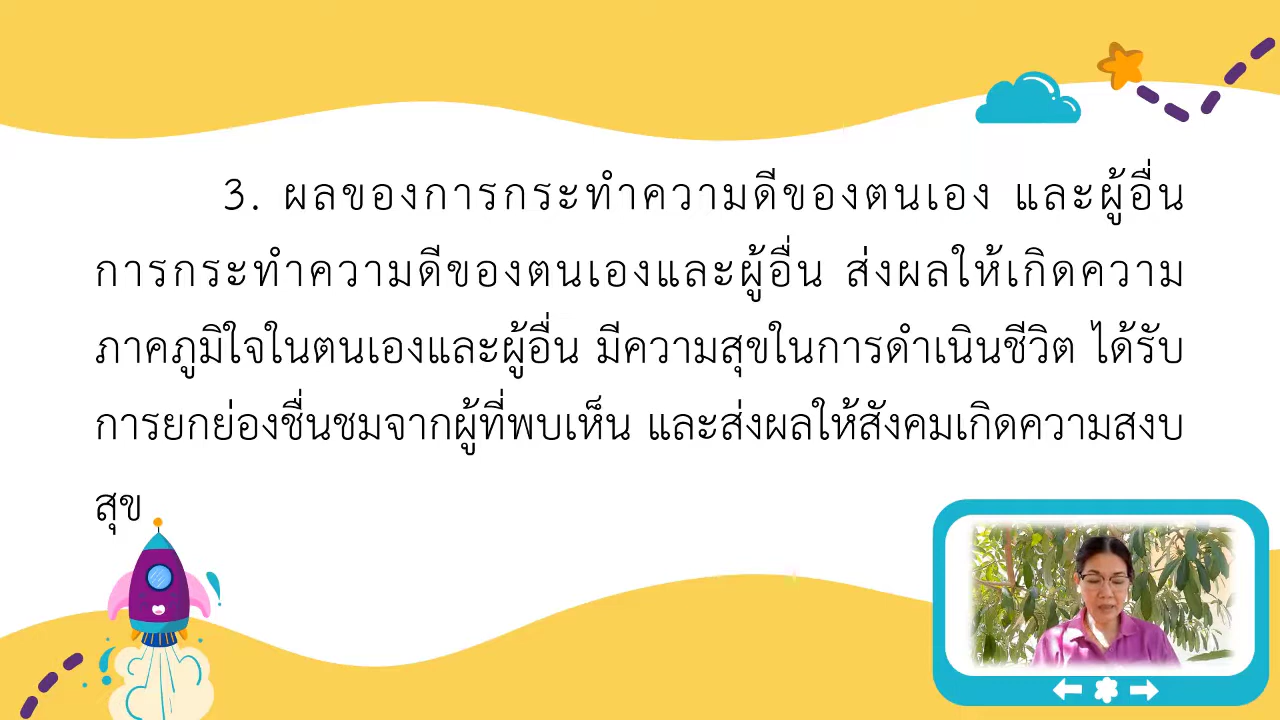 3. ผลของการกระทำความดีของตนเอง และผู้อื่น
การกระทำความดีของตนเองและผู้อื่น ส่งผลให้เกิดความ
ภาคภูมิใจในตนเองและผู้อื่น มีความสุขในการดำเนินชีวิต ได้รับ
การยกย่องชื่นชมจากผู้ที่พบเห็น และส่งผลให้สังคมเกิดความสงบ
สุข